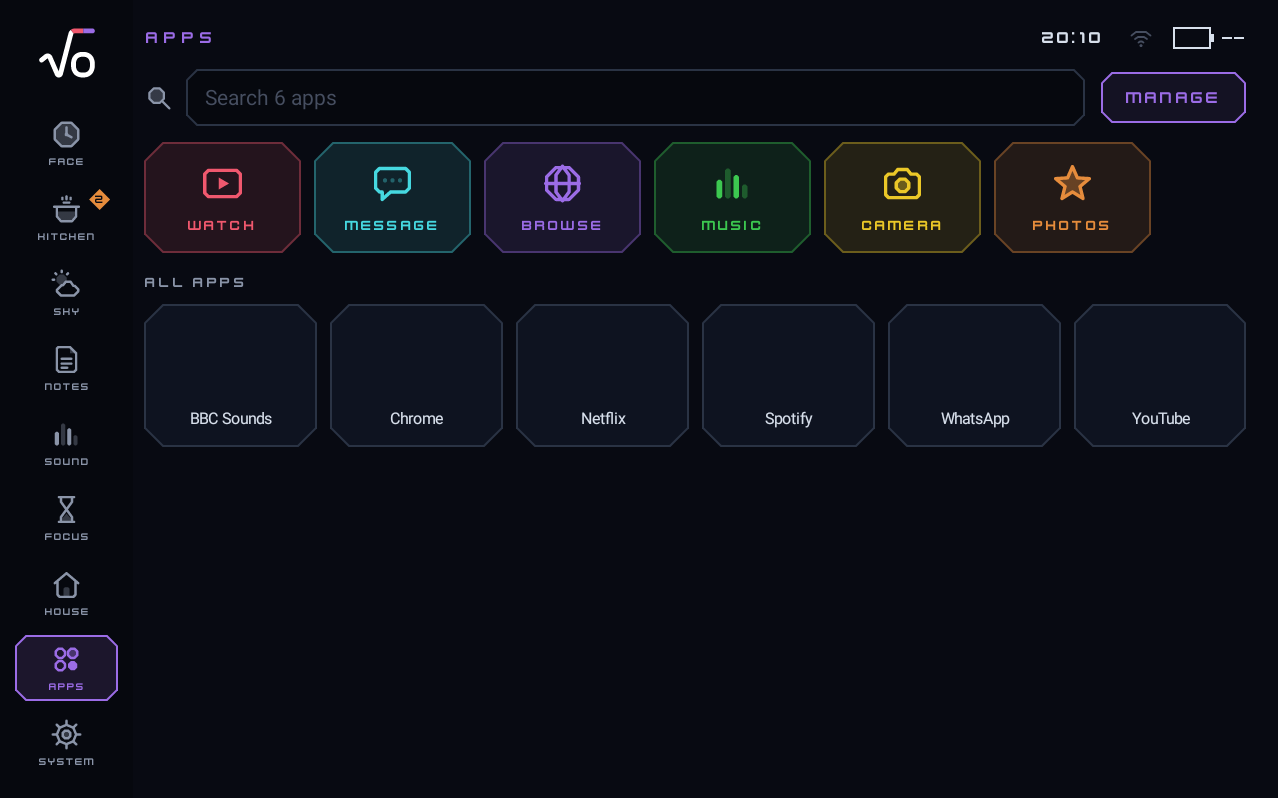 APPS
20:10
--
Search 6 apps
MANAGE
FACE
2
KITCHEN
SKY
NOTES
SOUND
FOCUS
HOUSE
APPS
SYSTEM
WATCH
MESSAGE
BROWSE
MUSIC
CAMERA
PHOTOS
ALL APPS
BBC Sounds
Chrome
Netflix
Spotify
WhatsApp
YouTube